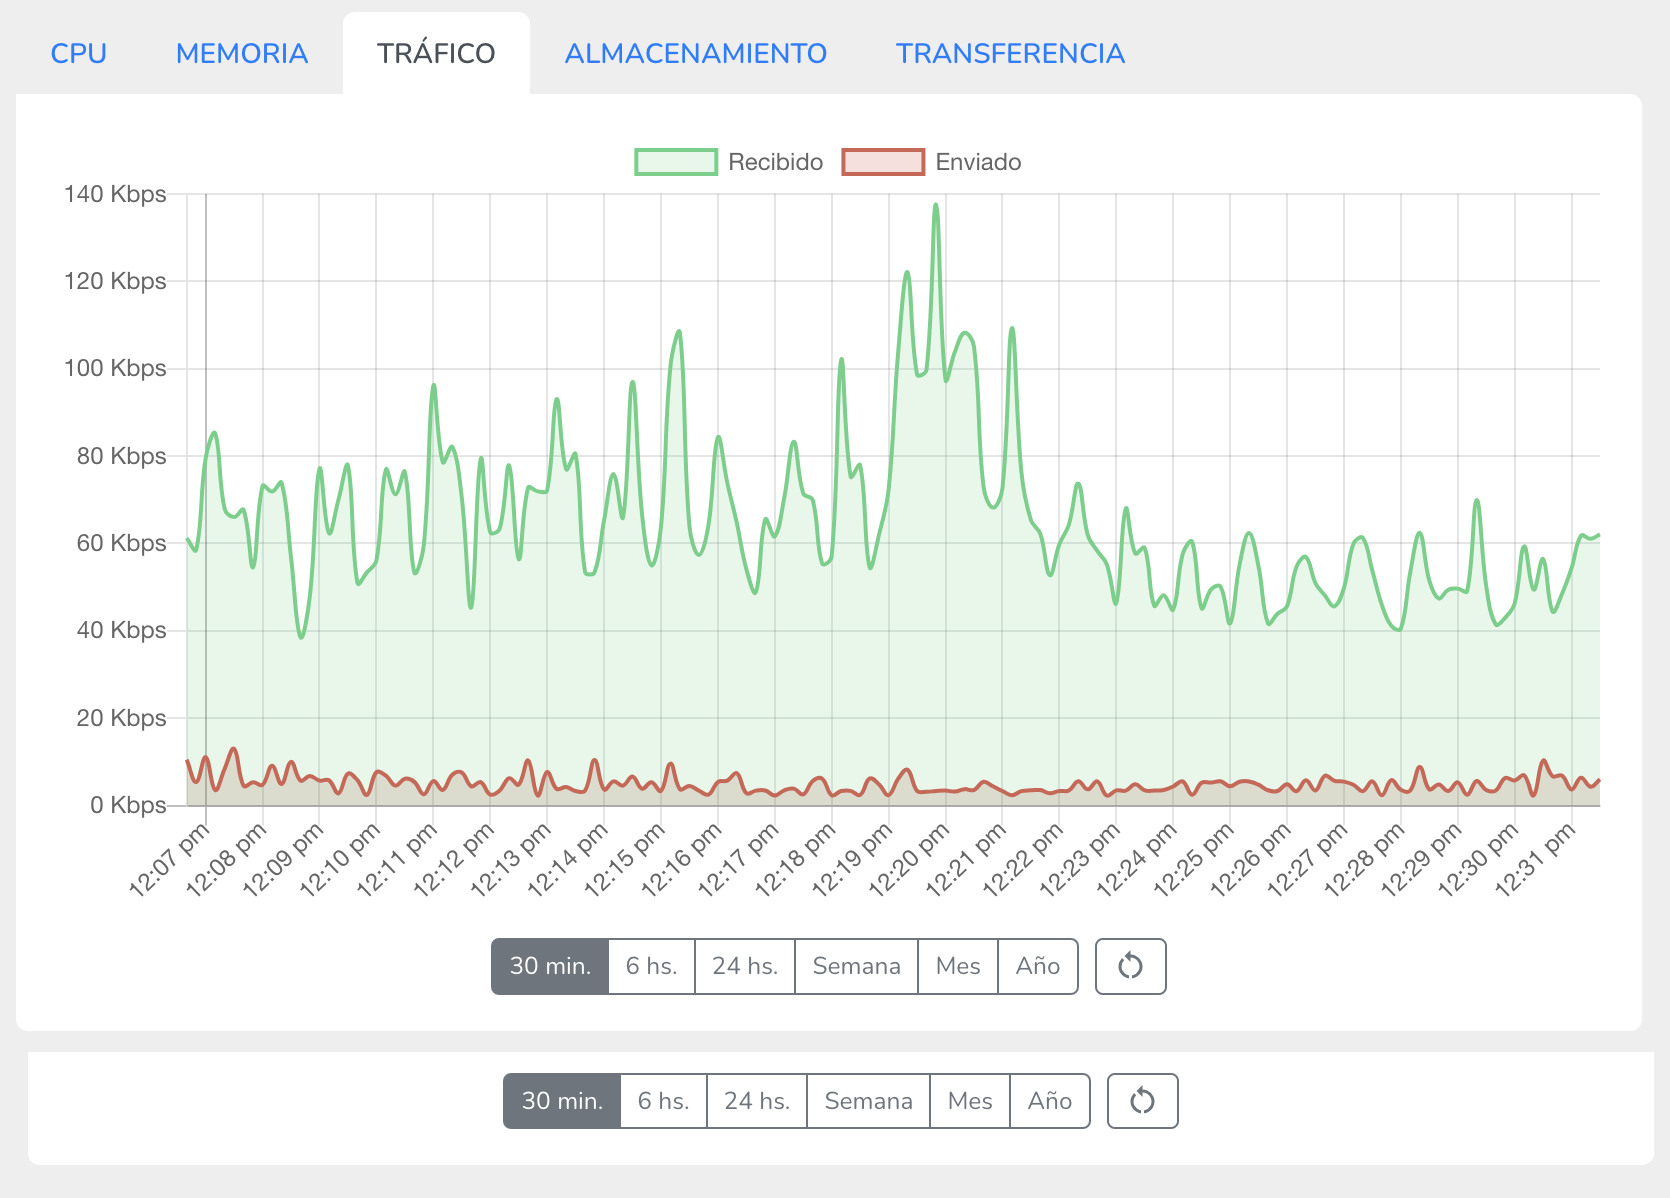 CPU MEMORIA TRÁFICO ALMACENAMIENTO TRANSFERENCIA
Recibido Enviado
140 Kbps
120 Kbps
100 Kbps
80 Kbps
60 Kbps
40 Kbps
20 Kbps
0 Kbps
12:07 pm 12:08 pm 12:09 pm 12:10 pm 12:11 pm 12:12 pm 12:13 pm 12:14 pm 12:15 pm 12:16 pm 12:17 pm 12:18 pm 12:19 pm 12:20 pm 12:21 pm 12:22 pm 12:23 pm 12:24 pm 12:25 pm 12:26 pm 12:27 pm 12:28 pm 12:29 pm 12:30 pm 12:31 pm
30 min. 6 hs. 24 hs. Semana Mes Año
30 min. 6 hs. 24 hs. Semana Mes Año